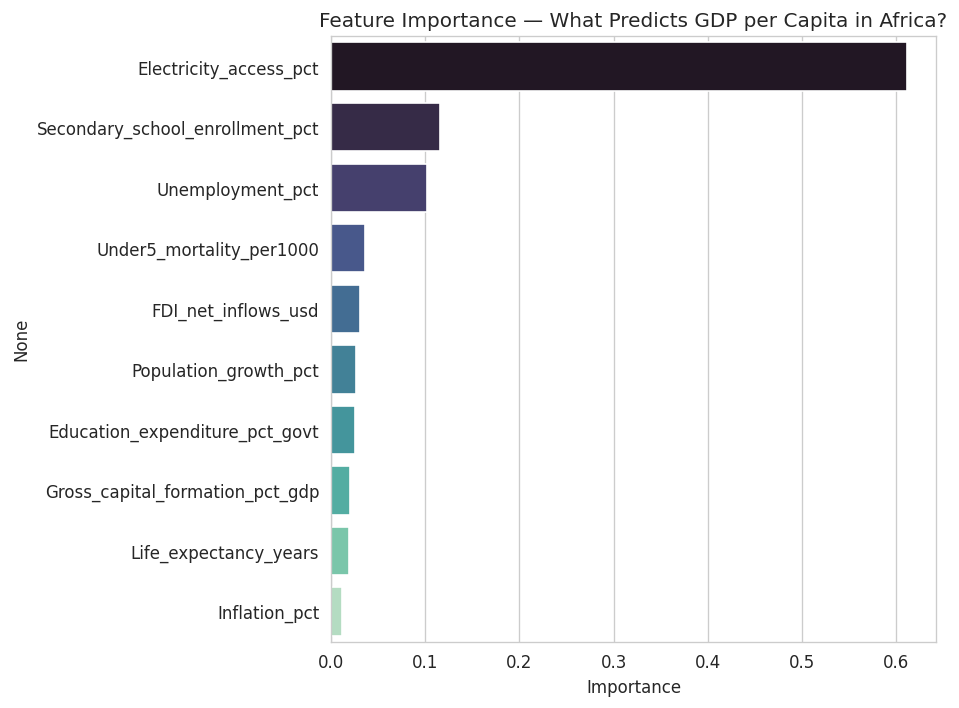 Feature Importance — What Predicts GDP per Capita in Africa?
Electricity_access_pct
Secondary_school_enrollment_pct
Unemployment_pct
Under5_mortality_per1000
FDI_net_inflows_usd
Population_growth_pct
Education_expenditure_pct_govt
Gross_capital_formation_pct_gdp
Life_expectancy_years
Inflation_pct
None
0.0 0.1 0.2 0.3 0.4 0.5 0.6
Importance